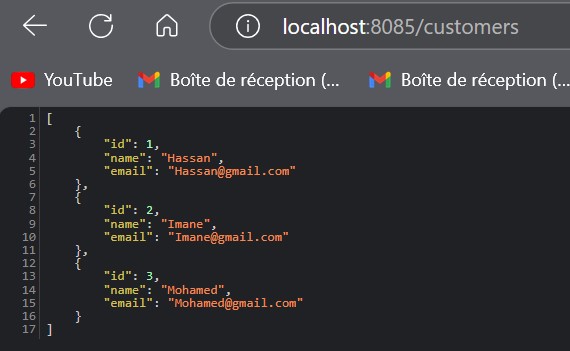 localhost:8085/customers
YouTube Boîte de réception (... Boîte de réception (...
1 [
2 {
3 "id": 1,
4 "name": "Hassan",
5 "email": "Hassan@gmail.com"
6 },
7 {
8 "id": 2,
9 "name": "Imane",
10 "email": "Imane@gmail.com"
11 },
12 {
13 "id": 3,
14 "name": "Mohamed",
15 "email": "Mohamed@gmail.com"
16 }
17 ]